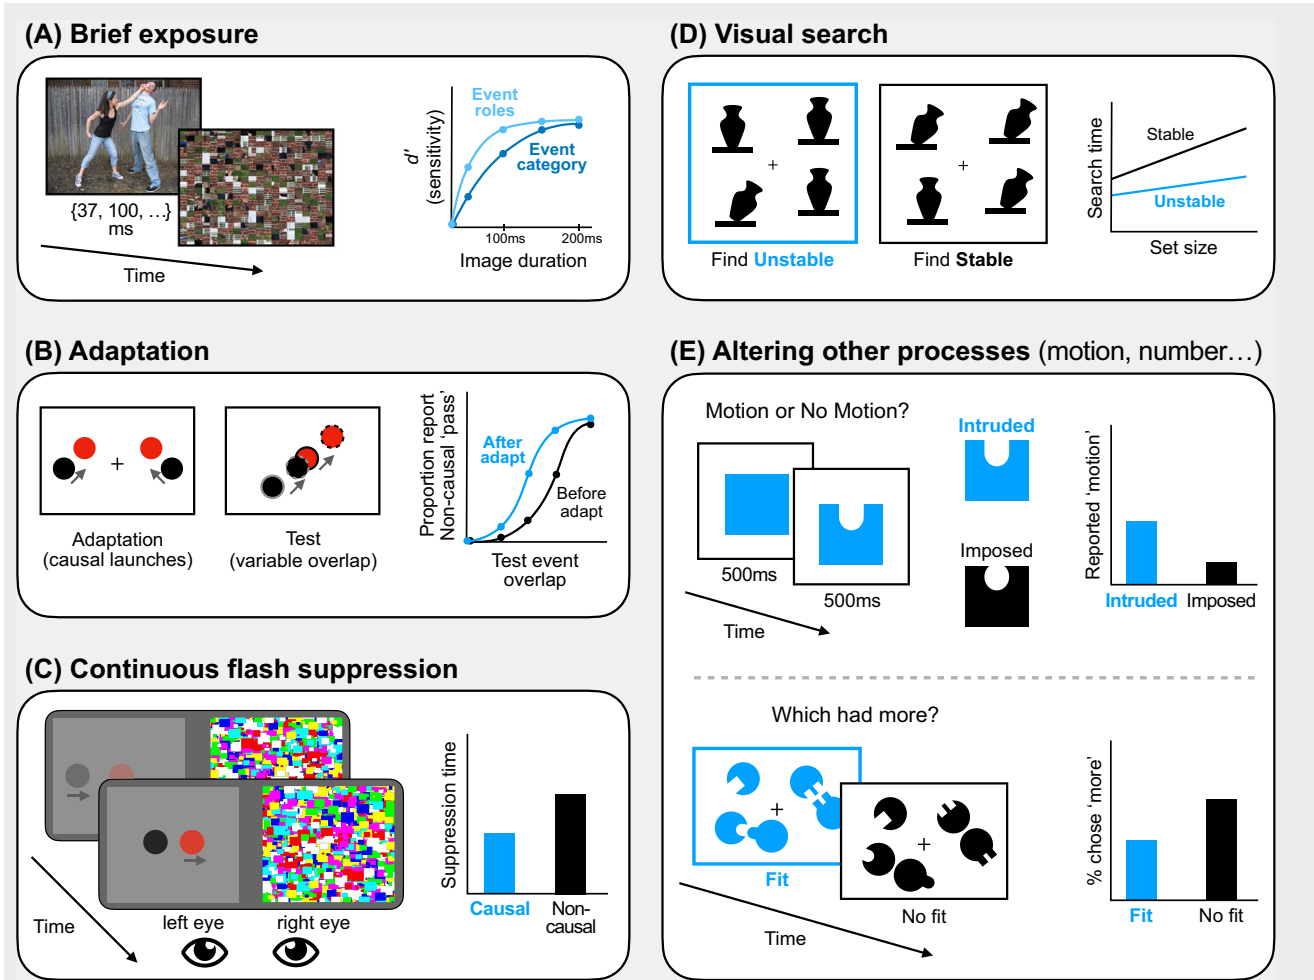 (A) Brief exposure
{37, 100, …}
ms
Time
d′
(sensitivity)
Event
roles
Event
category
100ms
200ms
Image duration
(B) Adaptation
+
Adaptation
(causal launches)
Test
(variable overlap)
Proportion report
Non-causal ‘pass’
After
adapt
Before
adapt
Test event
overlap
(C) Continuous flash suppression
Time
left eye
right eye
Suppression time
Causal
Non-
causal
(D) Visual search
+
Find Unstable
+
Find Stable
Search time
Stable
Unstable
Set size
(E) Altering other processes (motion, number…)
Motion or No Motion?
500ms
500ms
Time
Intruded
Imposed
Reported ‘motion’
Intruded
Imposed
Which had more?
+
Fit
+
No fit
Time
% chose ‘more’
Fit
No fit